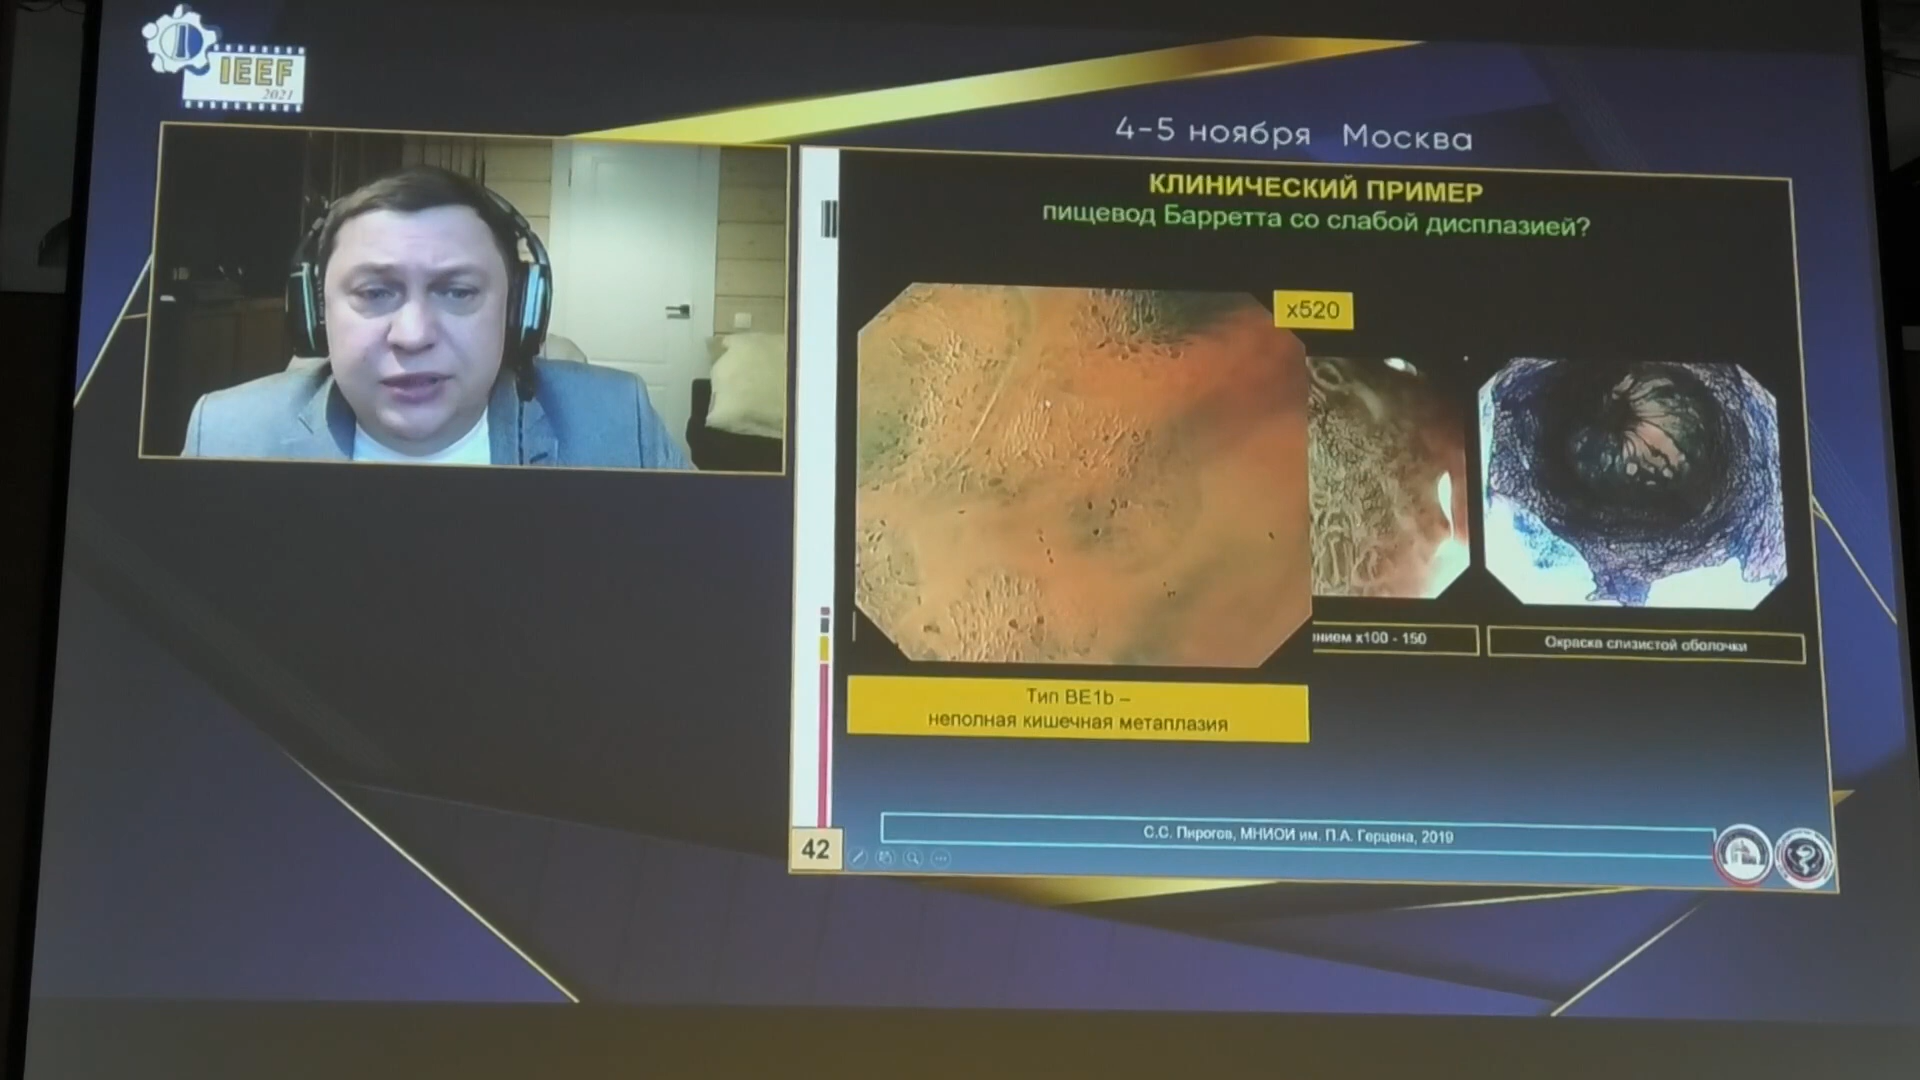 IEEF
2021
4-5 ноября Москва
КЛИНИЧЕСКИЙ ПРИМЕР
пищевод Барретта со слабой дисплазией?
x520
нием x100 - 150
Окраска слизистой оболочки
Тип BE1b –
неполная кишечная метаплазия
С.С. Пирогов, МНИОИ им. П.А. Герцена, 2019
42